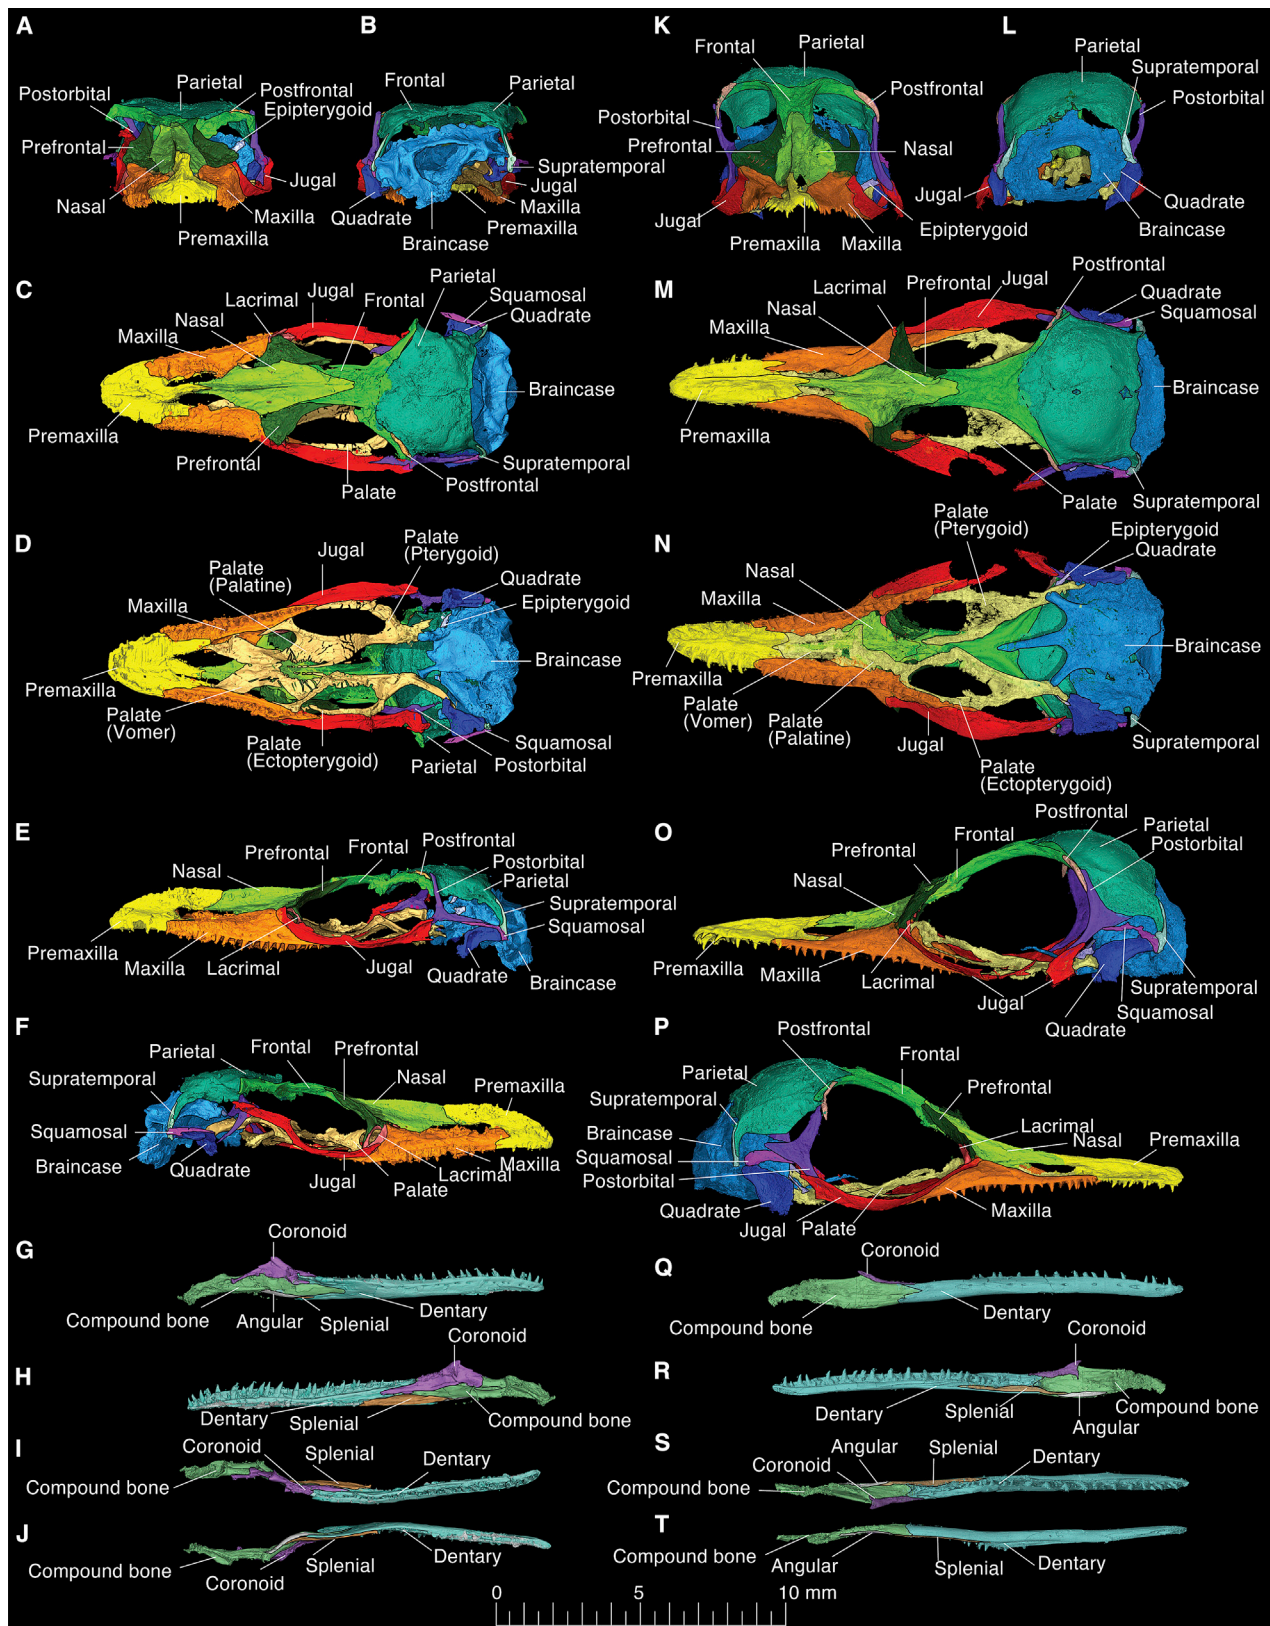 A
Parietal
Postorbital
Postfrontal
Epipterygoid
Prefrontal
Jugal
Nasal
Maxilla
Premaxilla
B
Frontal
Parietal
Supratemporal
Jugal
Quadrate
Maxilla
Premaxilla
Braincase
K
Frontal
Parietal
Postfrontal
Postorbital
Prefrontal
Nasal
Jugal
Epipterygoid
Premaxilla
Maxilla
L
Parietal
Supratemporal
Postorbital
Jugal
Quadrate
Braincase
C
Parietal
Lacrimal
Jugal
Frontal
Squamosal
Quadrate
Nasal
Maxilla
Braincase
Premaxilla
Prefrontal
Supratemporal
Postfrontal
Palate
M
Postfrontal
Jugal
Prefrontal
Lacrimal
Quadrate
Squamosal
Nasal
Maxilla
Braincase
Premaxilla
Palate
Supratemporal
D
Palate
(Pterygoid)
Jugal
Palate
(Palatine)
Quadrate
Maxilla
Epipterygoid
Braincase
Premaxilla
Palate
(Vomer)
Palate
(Ectopterygoid)
Squamosal
Parietal
Postorbital
N
Palate
(Pterygoid)
Epipterygoid
Quadrate
Nasal
Maxilla
Braincase
Premaxilla
Palate
(Vomer)
Palate
(Palatine)
Jugal
Supratemporal
Palate
(Ectopterygoid)
E
Postfrontal
Frontal
Prefrontal
Postorbital
Nasal
Parietal
Supratemporal
Squamosal
Premaxilla
Maxilla
Lacrimal
Jugal
Quadrate
Braincase
O
Postfrontal
Frontal
Parietal
Postorbital
Prefrontal
Nasal
Premaxilla
Maxilla
Lacrimal
Jugal
Supratemporal
Squamosal
Quadrate
F
Parietal
Frontal
Prefrontal
Supratemporal
Nasal
Premaxilla
Squamosal
Braincase
Quadrate
Jugal
Palate
Lacrimal
Maxilla
P
Postfrontal
Frontal
Parietal
Prefrontal
Supratemporal
Lacrimal
Braincase
Nasal
Premaxilla
Squamosal
Postorbital
Quadrate
Jugal
Palate
Maxilla
G
Coronoid
Compound bone
Angular
Splenial
Dentary
Q
Coronoid
Compound bone
Dentary
H
Coronoid
Dentary
Splenial
Compound bone
R
Coronoid
Dentary
Splenial
Angular
Compound bone
I
Coronoid
Splenial
Dentary
Compound bone
S
Angular
Splenial
Dentary
Coronoid
Compound bone
J
Compound bone
Coronoid
Splenial
Dentary
T
Compound bone
Angular
Splenial
Dentary
0 5 10 mm